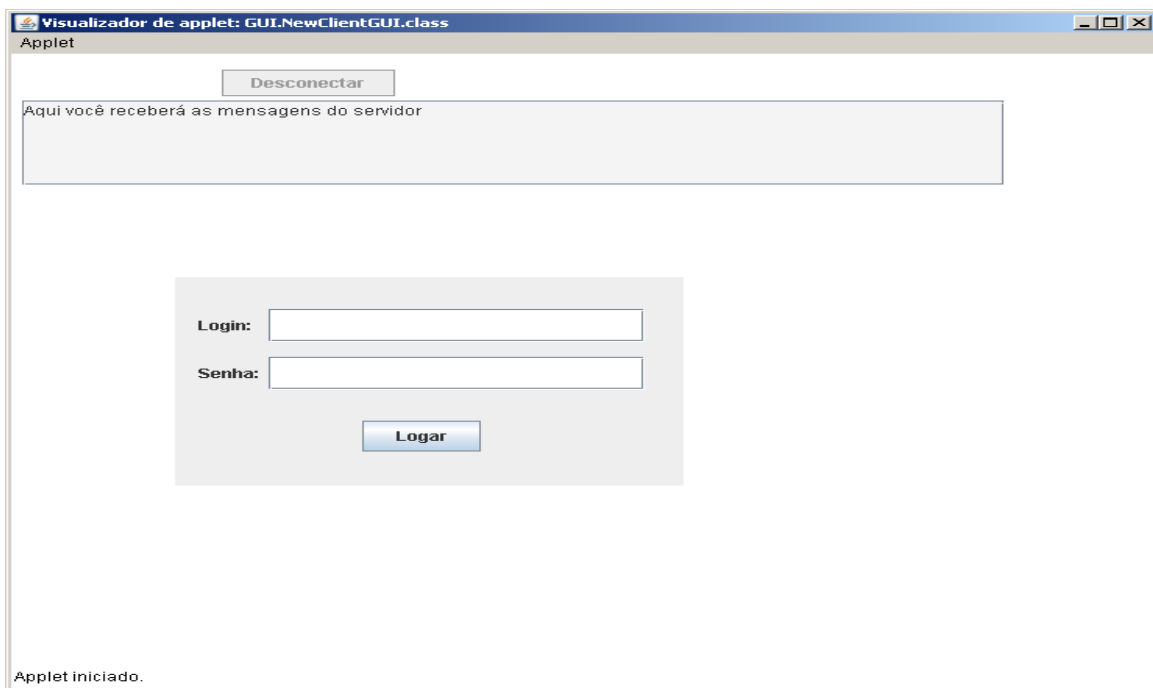 Visualizador de applet: GUI.NewClientGUI.class
Applet
Desconectar
Aqui você receberá as mensagens do servidor
Login:
Senha:
Logar
Applet iniciado.